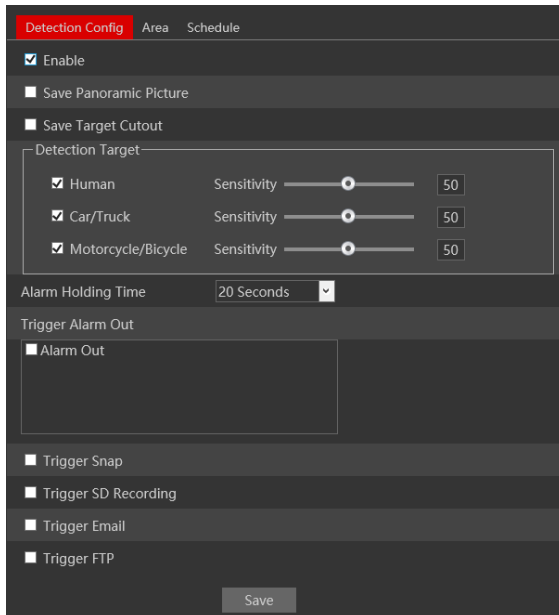 Detection Config Area Schedule
Enable
Save Panoramic Picture
Save Target Cutout
Detection Target
Human Sensitivity 50
Car/Truck Sensitivity 50
Motorcycle/Bicycle Sensitivity 50
Alarm Holding Time 20 Seconds
Trigger Alarm Out
Alarm Out
Trigger Snap
Trigger SD Recording
Trigger Email
Trigger FTP
Save